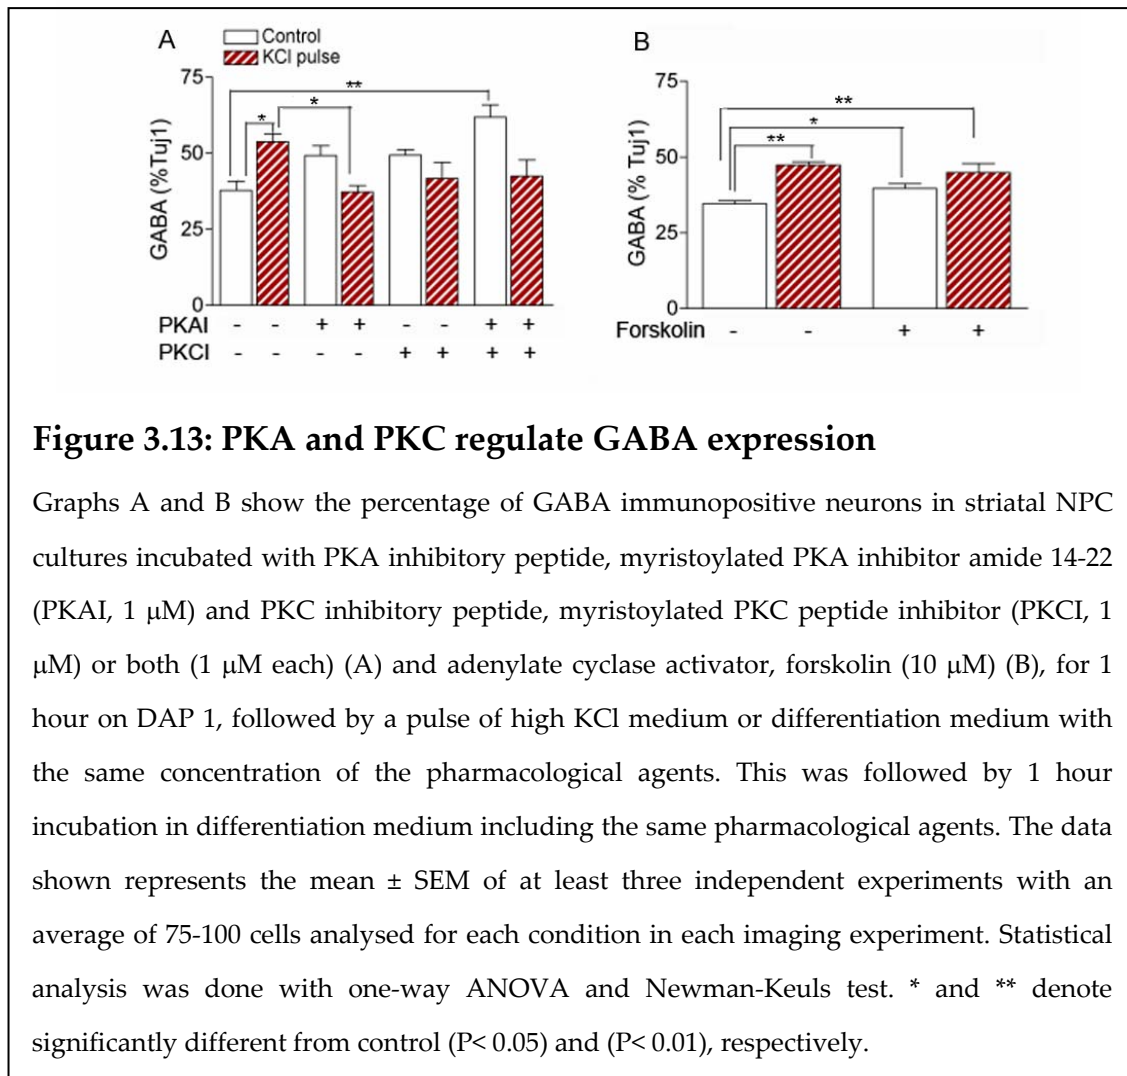 A
Control
KCl pulse
GABA (%Tuj1)
75
50
25
0
*
**
*
PKAI - - + + - - + +
PKCI - - - - + + + +
B
GABA (% Tuj1)
75
50
25
0
**
*
**
Forskolin - - + +
Figure 3.13: PKA and PKC regulate GABA expression
Graphs A and B show the percentage of GABA immunopositive neurons in striatal NPC
cultures incubated with PKA inhibitory peptide, myristoylated PKA inhibitor amide 14-22
(PKAI, 1 μM) and PKC inhibitory peptide, myristoylated PKC peptide inhibitor (PKCI, 1
μM) or both (1 μM each) (A) and adenylate cyclase activator, forskolin (10 μM) (B), for 1
hour on DAP 1, followed by a pulse of high KCl medium or differentiation medium with
the same concentration of the pharmacological agents. This was followed by 1 hour
incubation in differentiation medium including the same pharmacological agents. The data
shown represents the mean ± SEM of at least three independent experiments with an
average of 75-100 cells analysed for each condition in each imaging experiment. Statistical
analysis was done with one-way ANOVA and Newman-Keuls test. * and ** denote
significantly different from control (P< 0.05) and (P< 0.01), respectively.